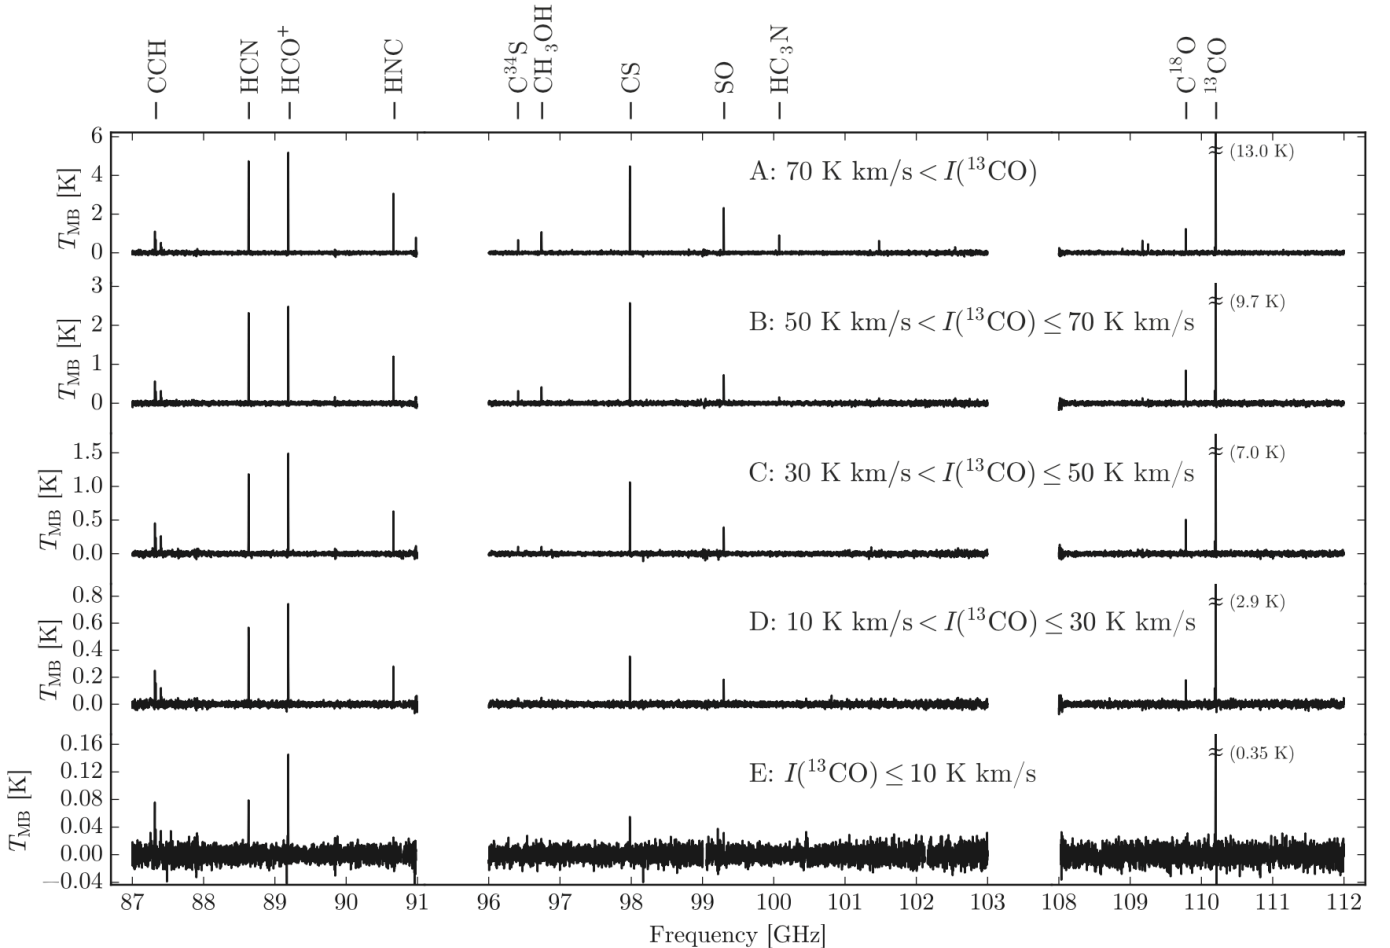 CCH HCN HCO⁺ HNC C³⁴S CH₃OH CS SO HC₃N C¹⁸O ¹³CO
6
4
2
0
T_MB [K]
A: 70 K km/s < I(¹³CO)
≈ (13.0 K)
3
2
1
0
T_MB [K]
B: 50 K km/s < I(¹³CO) ≤ 70 K km/s
≈ (9.7 K)
1.5
1.0
0.5
0.0
T_MB [K]
C: 30 K km/s < I(¹³CO) ≤ 50 K km/s
≈ (7.0 K)
0.8
0.6
0.4
0.2
0.0
T_MB [K]
D: 10 K km/s < I(¹³CO) ≤ 30 K km/s
≈ (2.9 K)
0.16
0.12
0.08
0.04
0.00
−0.04
T_MB [K]
E: I(¹³CO) ≤ 10 K km/s
≈ (0.35 K)
87 88 89 90 91 96 97 98 99 100 101 102 103 108 109 110 111 112
Frequency [GHz]